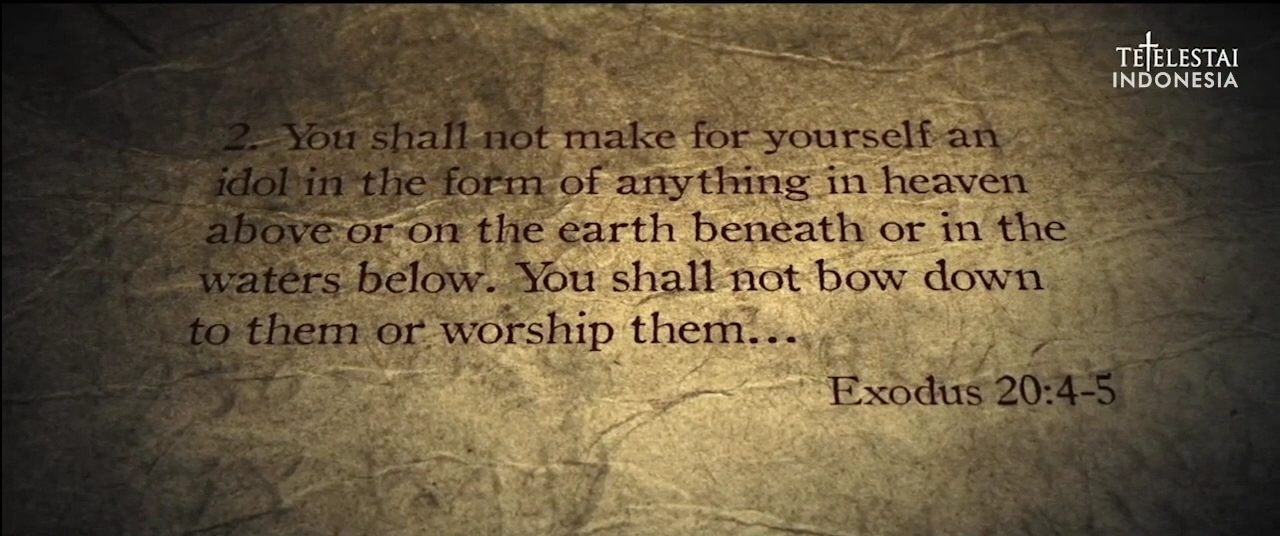 TETELESTAI
INDONESIA
2. You shall not make for yourself an
idol in the form of anything in heaven
above or on the earth beneath or in the
waters below. You shall not bow down
to them or worship them...
Exodus 20:4-5